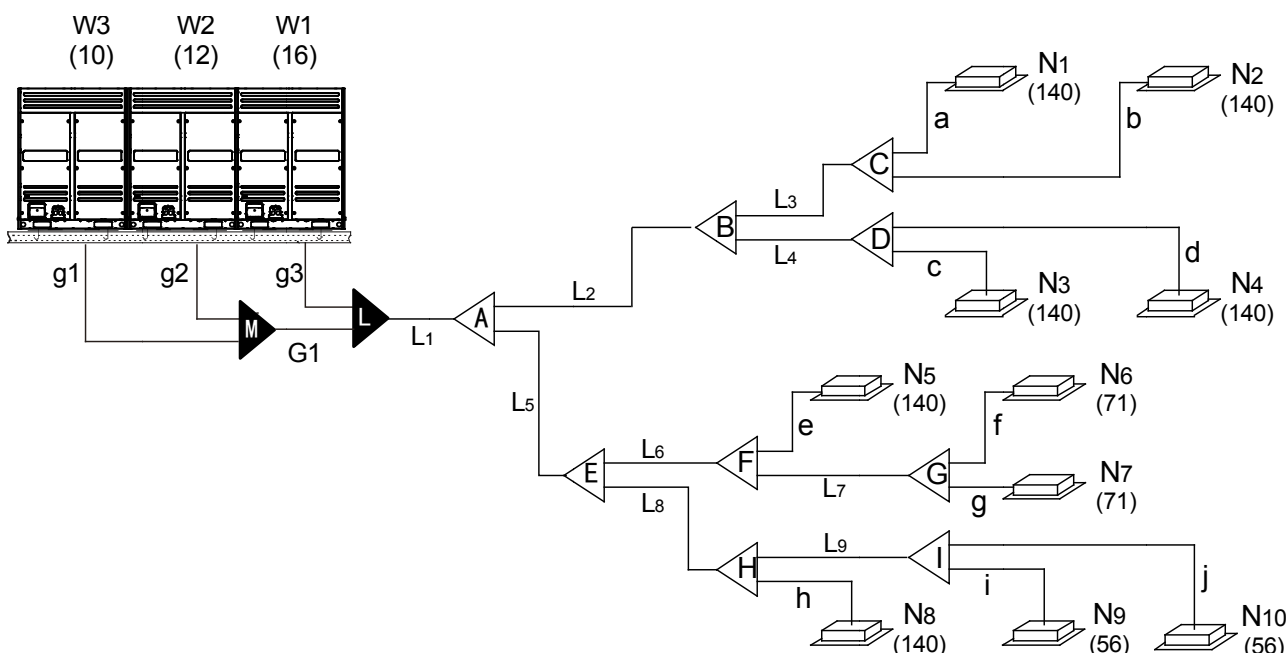 W3 W2 W1
(10) (12) (16)
N1 N2
(140) (140)
a b
C
L3
B
L4 D d
c
g1 g2 g3
L2
N3 N4
(140) (140)
M L A
G1 L1
N5 N6
(140) (71)
L5
e f
L6 F
E G N7
L7 g (71)
L8
L9 I
H
h i j
N8 N9 N10
(140) (56) (56)